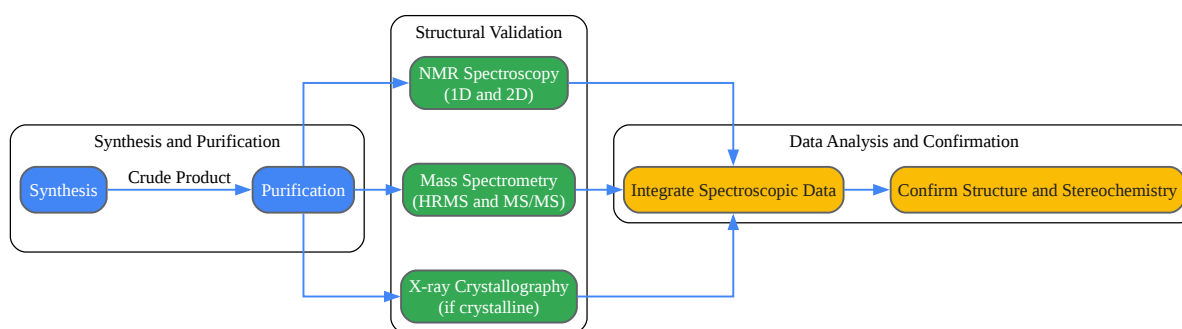 Structural Validation
NMR Spectroscopy
(1D and 2D)
Synthesis and Purification
Data Analysis and Confirmation
Synthesis
Crude Product
Purification
Mass Spectrometry
(HRMS and MS/MS)
Integrate Spectroscopic Data
Confirm Structure and Stereochemistry
X-ray Crystallography
(if crystalline)